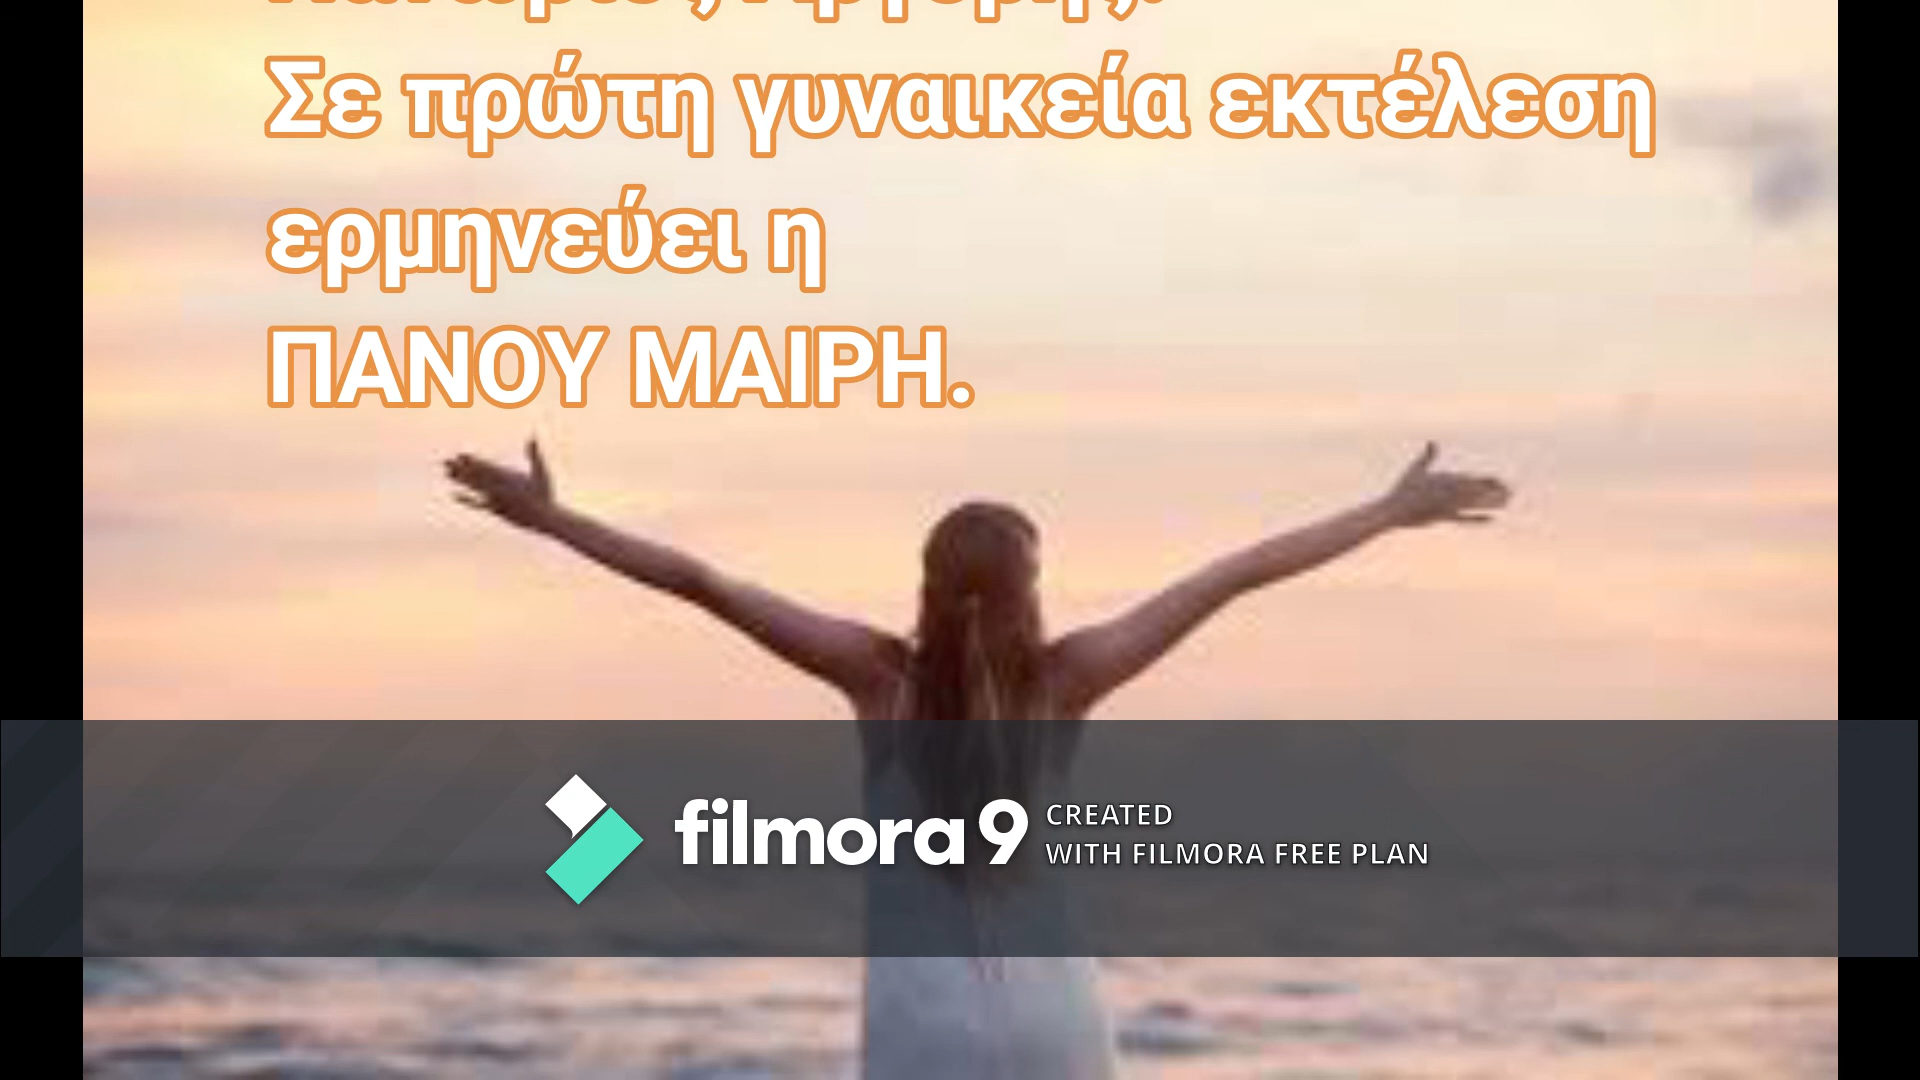 Σε πρώτη γυναικεία εκτέλεση
ερμηνεύει η
ΠΑΝΟΥ ΜΑΙΡΗ.
filmora 9
CREATED
WITH FILMORA FREE PLAN